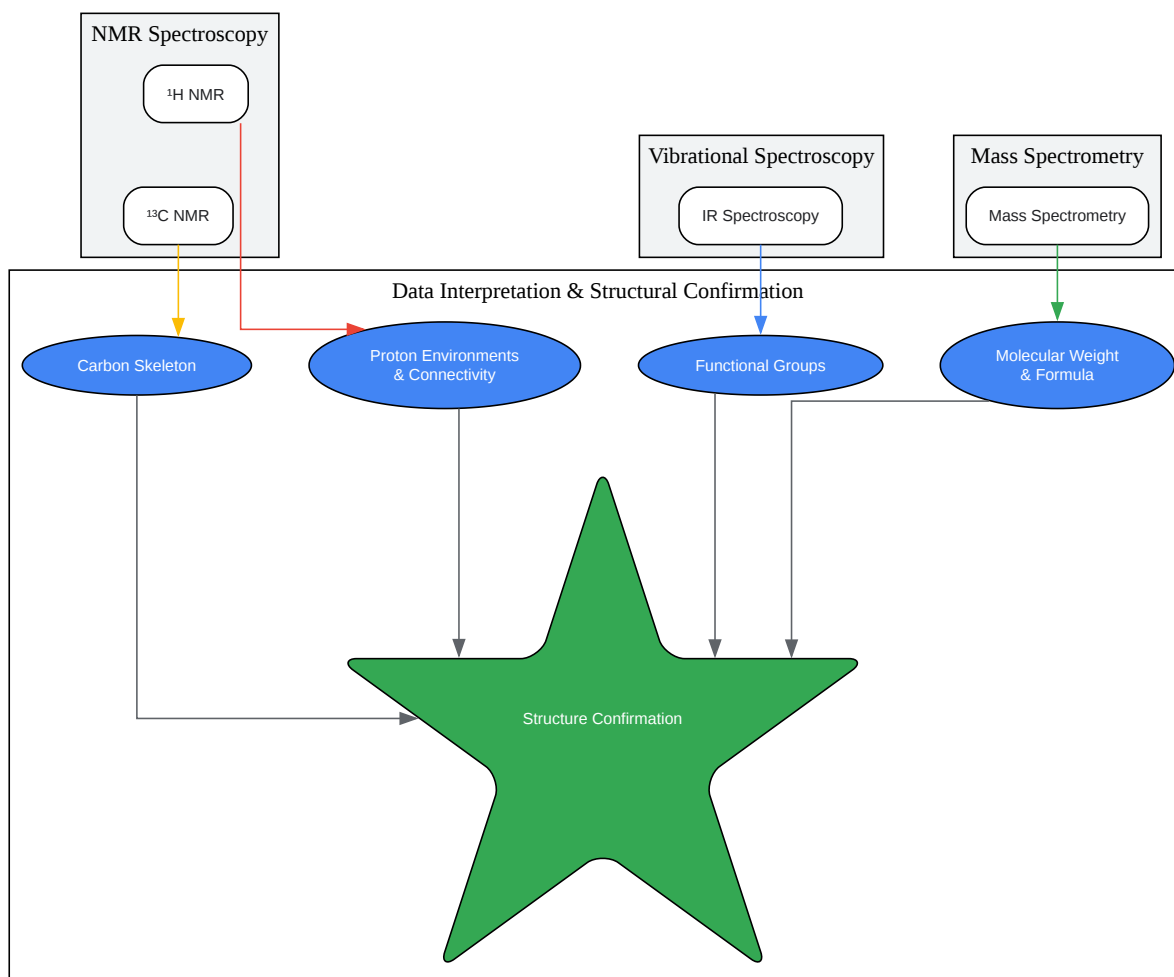 NMR Spectroscopy
¹H NMR
¹³C NMR
Vibrational Spectroscopy
IR Spectroscopy
Mass Spectrometry
Mass Spectrometry
Data Interpretation & Structural Confirmation
Carbon Skeleton
Proton Environments
& Connectivity
Functional Groups
Molecular Weight
& Formula
Structure Confirmation